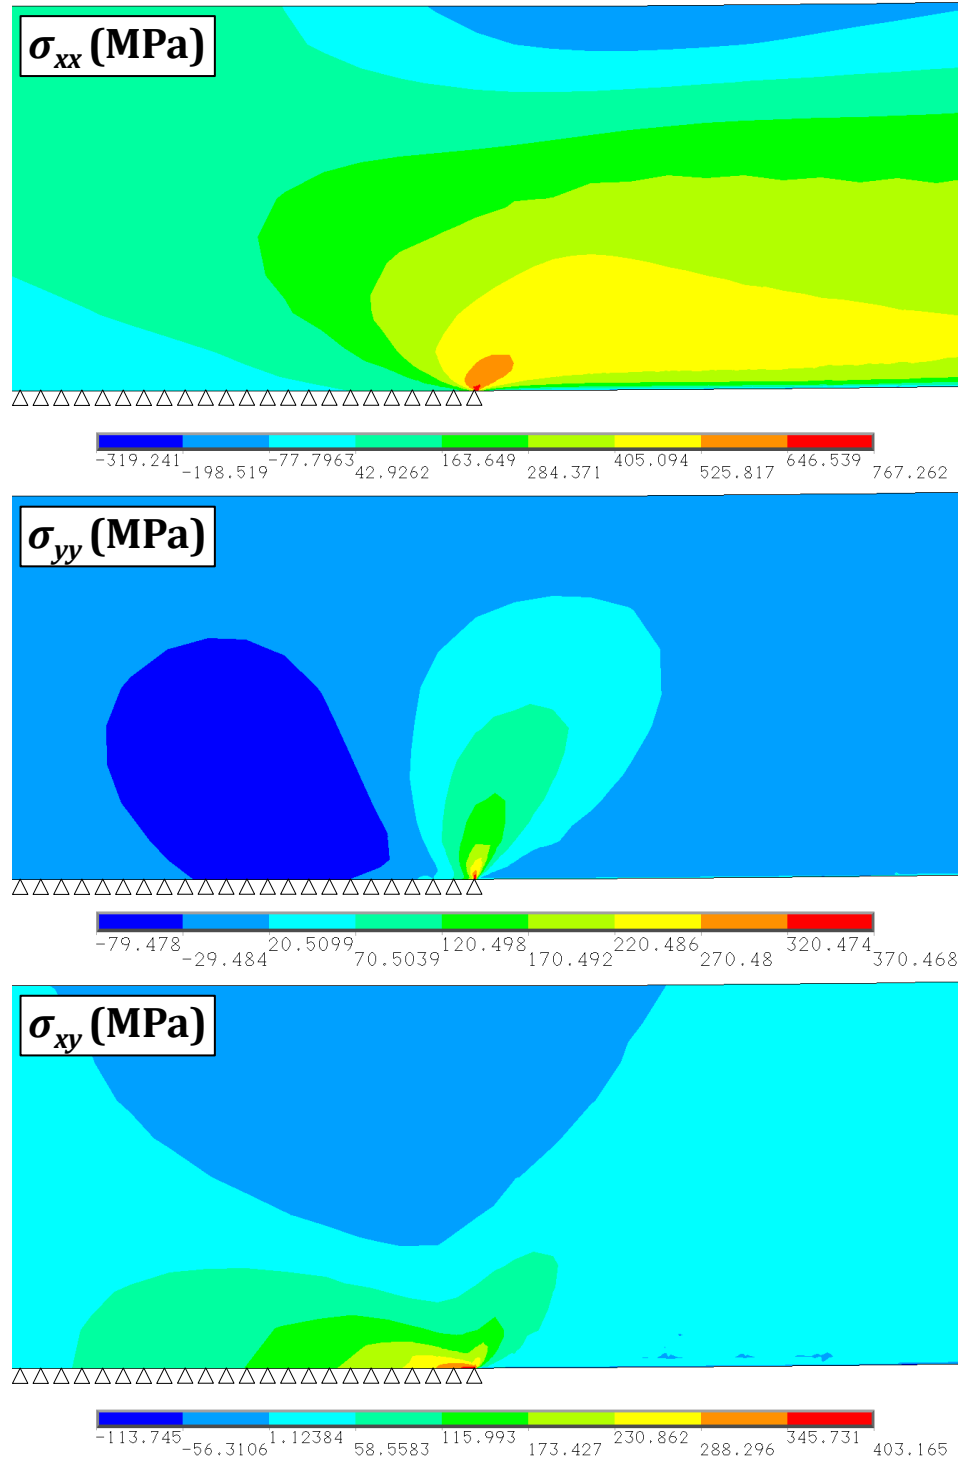 σxx (MPa)
-319.241 -77.7963 163.649 405.094 646.539
-198.519 42.9262 284.371 525.817 767.262
σyy (MPa)
-79.478 20.5099 120.498 220.486 320.474
-29.484 70.5039 170.492 270.48 370.468
σxy (MPa)
-113.745 1.12384 115.993 230.862 345.731
-56.3106 58.5583 173.427 288.296 403.165